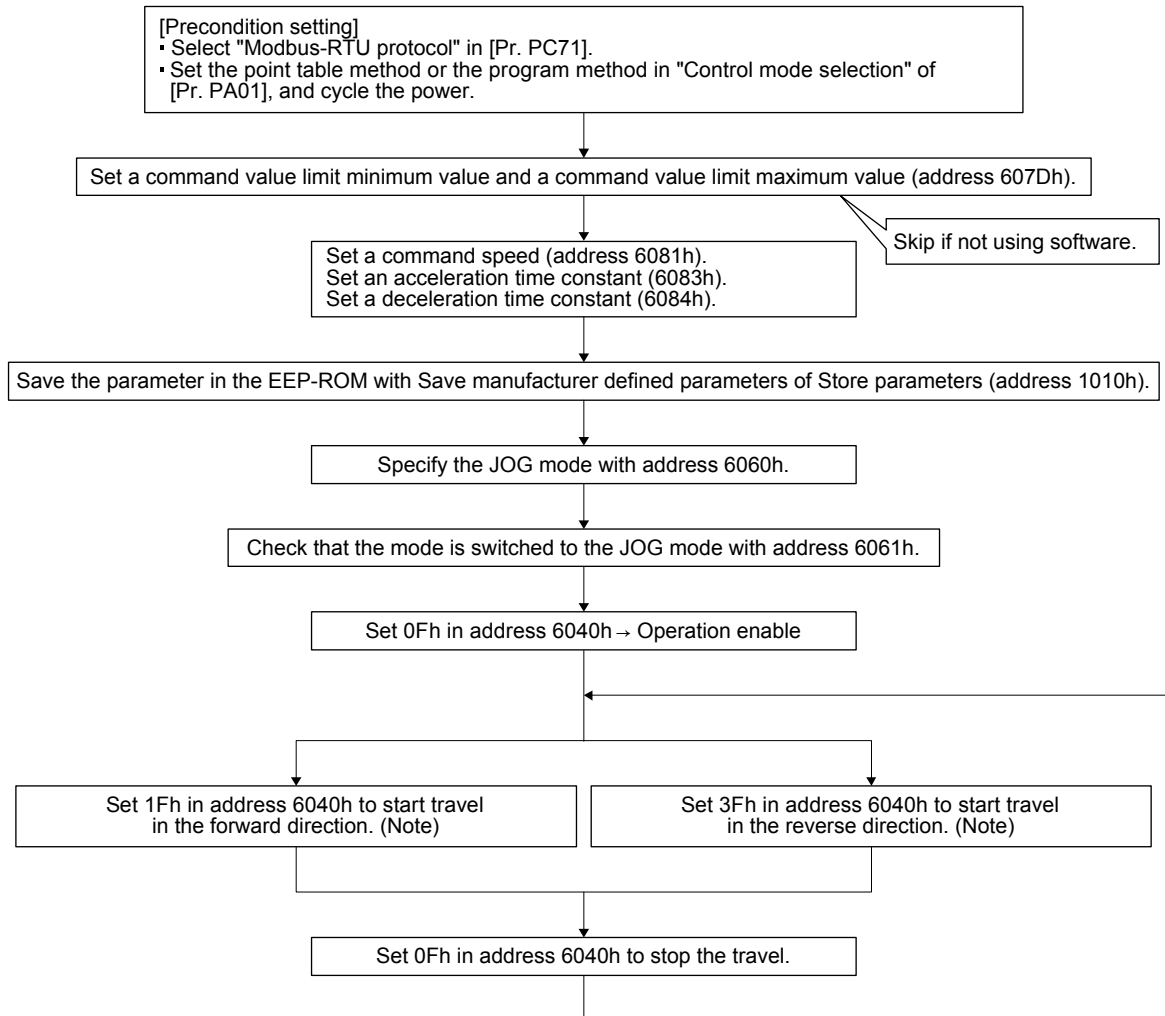 [Precondition setting]
▪ Select "Modbus-RTU protocol" in [Pr. PC71].
▪ Set the point table method or the program method in "Control mode selection" of
[Pr. PA01], and cycle the power.
Set a command value limit minimum value and a command value limit maximum value (address 607Dh).
Skip if not using software.
Set a command speed (address 6081h).
Set an acceleration time constant (6083h).
Set a deceleration time constant (6084h).
Save the parameter in the EEP-ROM with Save manufacturer defined parameters of Store parameters (address 1010h).
Specify the JOG mode with address 6060h.
Check that the mode is switched to the JOG mode with address 6061h.
Set 0Fh in address 6040h → Operation enable
Set 1Fh in address 6040h to start travel
in the forward direction. (Note)
Set 3Fh in address 6040h to start travel
in the reverse direction. (Note)
Set 0Fh in address 6040h to stop the travel.